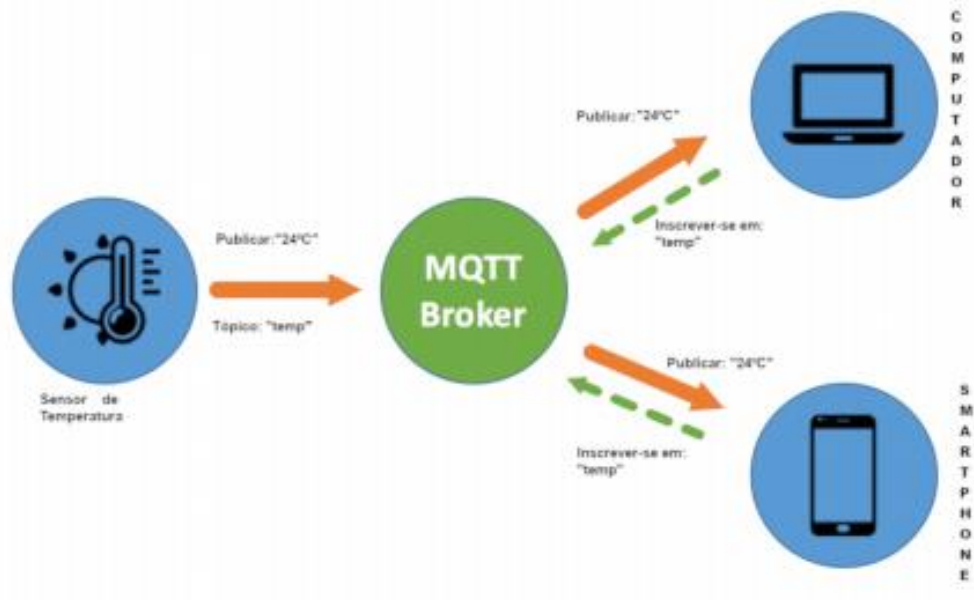 Sensor de
Temperatura
Publicar:"24ºC"
Tópico: "temp"
MQTT
Broker
Publicar:"24ºC"
Inscrever-se em:
"temp"
COMPUTADOR
Publicar: "24ºC"
Inscrever-se em:
"temp"
SMARTPHONE